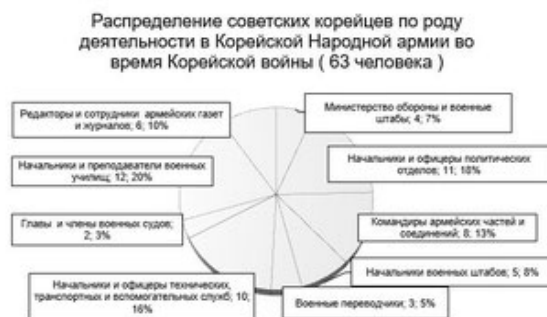 Распределение советских корейцев по роду
деятельности в Корейской Народной армии во
время Корейской войны ( 63 человека )
Министерство обороны и военные
штабы; 4; 7%
Начальники и офицеры политических
отделов; 11; 18%
Командиры армейских частей и
соединений; 8; 13%
Начальники военных штабов; 5; 8%
Военные переводчики; 3; 5%
Начальники и офицеры технических,
транспортных и вспомогательных служб; 10;
16%
Главы и члены военных судов;
2; 3%
Начальники и преподаватели военных
училищ; 12; 20%
Редакторы и сотрудники армейских газет
и журналов; 6; 10%